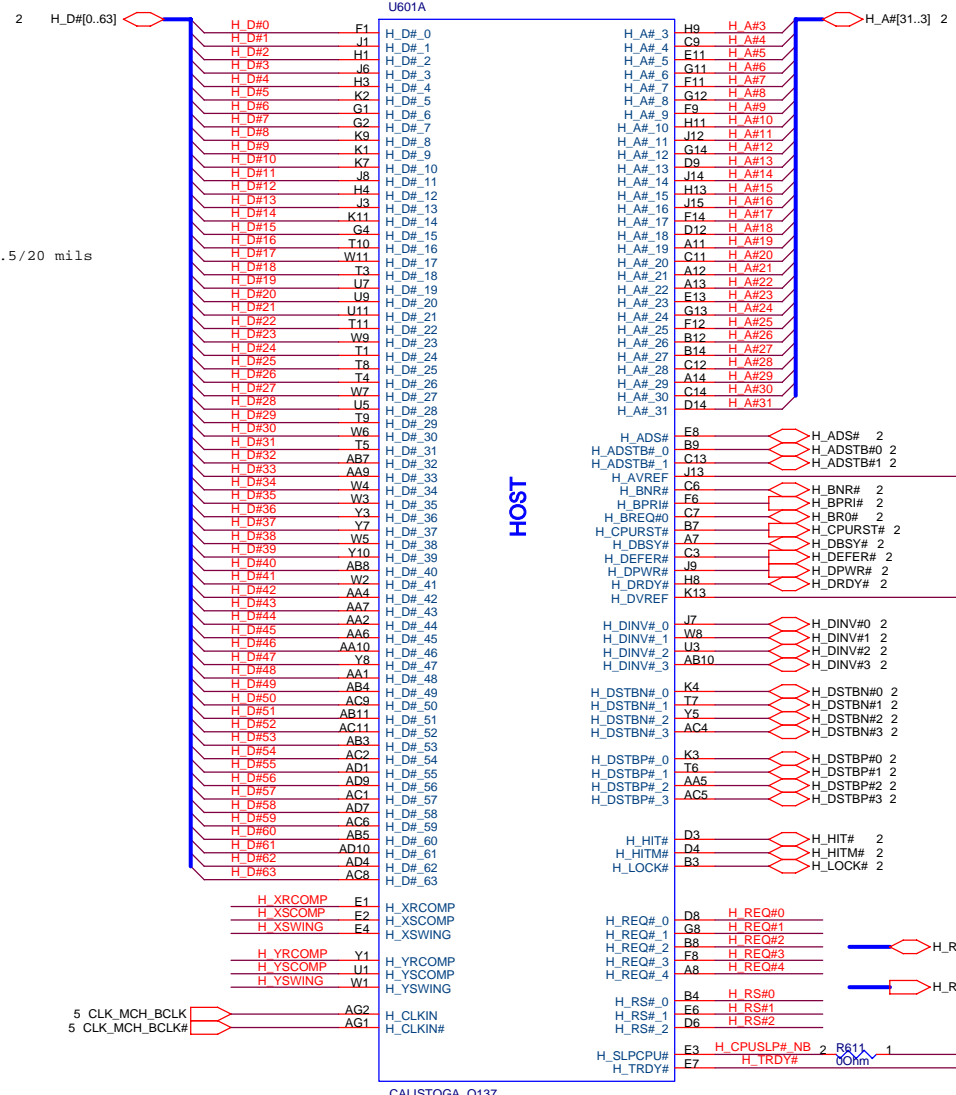 U601A
2 H_D#[0..63]
H_D#0 F1 H_D#_0
H_D#1 J1 H_D#_1
H_D#2 H1 H_D#_2
H_D#3 J6 H_D#_3
H_D#4 H3 H_D#_4
H_D#5 K2 H_D#_5
H_D#6 G1 H_D#_6
H_D#7 G2 H_D#_7
H_D#8 K9 H_D#_8
H_D#9 K1 H_D#_9
H_D#10 K7 H_D#_10
H_D#11 J8 H_D#_11
H_D#12 H4 H_D#_12
H_D#13 J3 H_D#_13
H_D#14 K11 H_D#_14
H_D#15 G4 H_D#_15
H_D#16 T10 H_D#_16
.5/20 mils
H_D#17 W11 H_D#_17
H_D#18 T3 H_D#_18
H_D#19 U7 H_D#_19
H_D#20 U9 H_D#_20
H_D#21 U11 H_D#_21
H_D#22 T11 H_D#_22
H_D#23 W9 H_D#_23
H_D#24 T1 H_D#_24
H_D#25 T8 H_D#_25
H_D#26 T4 H_D#_26
H_D#27 W7 H_D#_27
H_D#28 U5 H_D#_28
H_D#29 T9 H_D#_29
H_D#30 W6 H_D#_30
H_D#31 T5 H_D#_31
H_D#32 AB7 H_D#_32
H_D#33 AA9 H_D#_33
H_D#34 W4 H_D#_34
H_D#35 W3 H_D#_35
H_D#36 Y3 H_D#_36
H_D#37 Y7 H_D#_37
H_D#38 W5 H_D#_38
H_D#39 Y10 H_D#_39
H_D#40 AB8 H_D#_40
H_D#41 W2 H_D#_41
H_D#42 AA4 H_D#_42
H_D#43 AA7 H_D#_43
H_D#44 AA2 H_D#_44
H_D#45 AA6 H_D#_45
H_D#46 AA10 H_D#_46
H_D#47 Y8 H_D#_47
H_D#48 AA1 H_D#_48
H_D#49 AB4 H_D#_49
H_D#50 AC9 H_D#_50
H_D#51 AB11 H_D#_51
H_D#52 AC11 H_D#_52
H_D#53 AB3 H_D#_53
H_D#54 AC2 H_D#_54
H_D#55 AD1 H_D#_55
H_D#56 AD9 H_D#_56
H_D#57 AC1 H_D#_57
H_D#58 AD7 H_D#_58
H_D#59 AC6 H_D#_59
H_D#60 AB5 H_D#_60
H_D#61 AD10 H_D#_61
H_D#62 AD4 H_D#_62
H_D#63 AC8 H_D#_63
H_XRCOMP E1 H_XRCOMP
H_XSCOMP E2 H_XSCOMP
H_XSWING E4 H_XSWING
H_YRCOMP Y1 H_YRCOMP
H_YSCOMP U1 H_YSCOMP
H_YSWING W1 H_YSWING
5 CLK_MCH_BCLK AG2 H_CLKIN
5 CLK_MCH_BCLK# AG1 H_CLKIN#
HOST
H_A#[31..3] 2
H_A#_3 H9 H_A#3
H_A#_4 C9 H_A#4
H_A#_5 E11 H_A#5
H_A#_6 G11 H_A#6
H_A#_7 F11 H_A#7
H_A#_8 G12 H_A#8
H_A#_9 F9 H_A#9
H_A#_10 H11 H_A#10
H_A#_11 J12 H_A#11
H_A#_12 G14 H_A#12
H_A#_13 D9 H_A#13
H_A#_14 J14 H_A#14
H_A#_15 H13 H_A#15
H_A#_16 J15 H_A#16
H_A#_17 F14 H_A#17
H_A#_18 D12 H_A#18
H_A#_19 A11 H_A#19
H_A#_20 C11 H_A#20
H_A#_21 A12 H_A#21
H_A#_22 A13 H_A#22
H_A#_23 E13 H_A#23
H_A#_24 G13 H_A#24
H_A#_25 F12 H_A#25
H_A#_26 B12 H_A#26
H_A#_27 B14 H_A#27
H_A#_28 C12 H_A#28
H_A#_29 A14 H_A#29
H_A#_30 C14 H_A#30
H_A#_31 D14 H_A#31
H_ADS# E8 H_ADS# 2
H_ADSTB#_0 B9 H_ADSTB#0 2
H_ADSTB#_1 C13 H_ADSTB#1 2
H_AVREF J13
H_BNR# C6 H_BNR# 2
H_BPRI# F6 H_BPRI# 2
H_BREQ#0 C7 H_BR0# 2
H_CPURST# B7 H_CPURST# 2
H_DBSY# A7 H_DBSY# 2
H_DEFER# C3 H_DEFER# 2
H_DPWR# J9 H_DPWR# 2
H_DRDY# H8 H_DRDY# 2
H_DVREF K13
H_DINV#_0 J7 H_DINV#0 2
H_DINV#_1 W8 H_DINV#1 2
H_DINV#_2 U3 H_DINV#2 2
H_DINV#_3 AB10 H_DINV#3 2
H_DSTBN#_0 K4 H_DSTBN#0 2
H_DSTBN#_1 T7 H_DSTBN#1 2
H_DSTBN#_2 Y5 H_DSTBN#2 2
H_DSTBN#_3 AC4 H_DSTBN#3 2
H_DSTBP#_0 K3 H_DSTBP#0 2
H_DSTBP#_1 T6 H_DSTBP#1 2
H_DSTBP#_2 AA5 H_DSTBP#2 2
H_DSTBP#_3 AC5 H_DSTBP#3 2
H_HIT# D3 H_HIT# 2
H_HITM# D4 H_HITM# 2
H_LOCK# B3 H_LOCK# 2
H_REQ#_0 D8 H_REQ#0
H_REQ#_1 G8 H_REQ#1
H_REQ#_2 B8 H_REQ#2 H_R
H_REQ#_3 F8 H_REQ#3
H_REQ#_4 A8 H_REQ#4
H_R
H_RS#_0 B4 H_RS#0
H_RS#_1 E6 H_RS#1
H_RS#_2 D6 H_RS#2
H_SLPCPU# E3 H_CPUSLP#_NB 2 R611 1
0Ohm
H_TRDY# E7 H_TRDY#
CALISTOGA_Q137